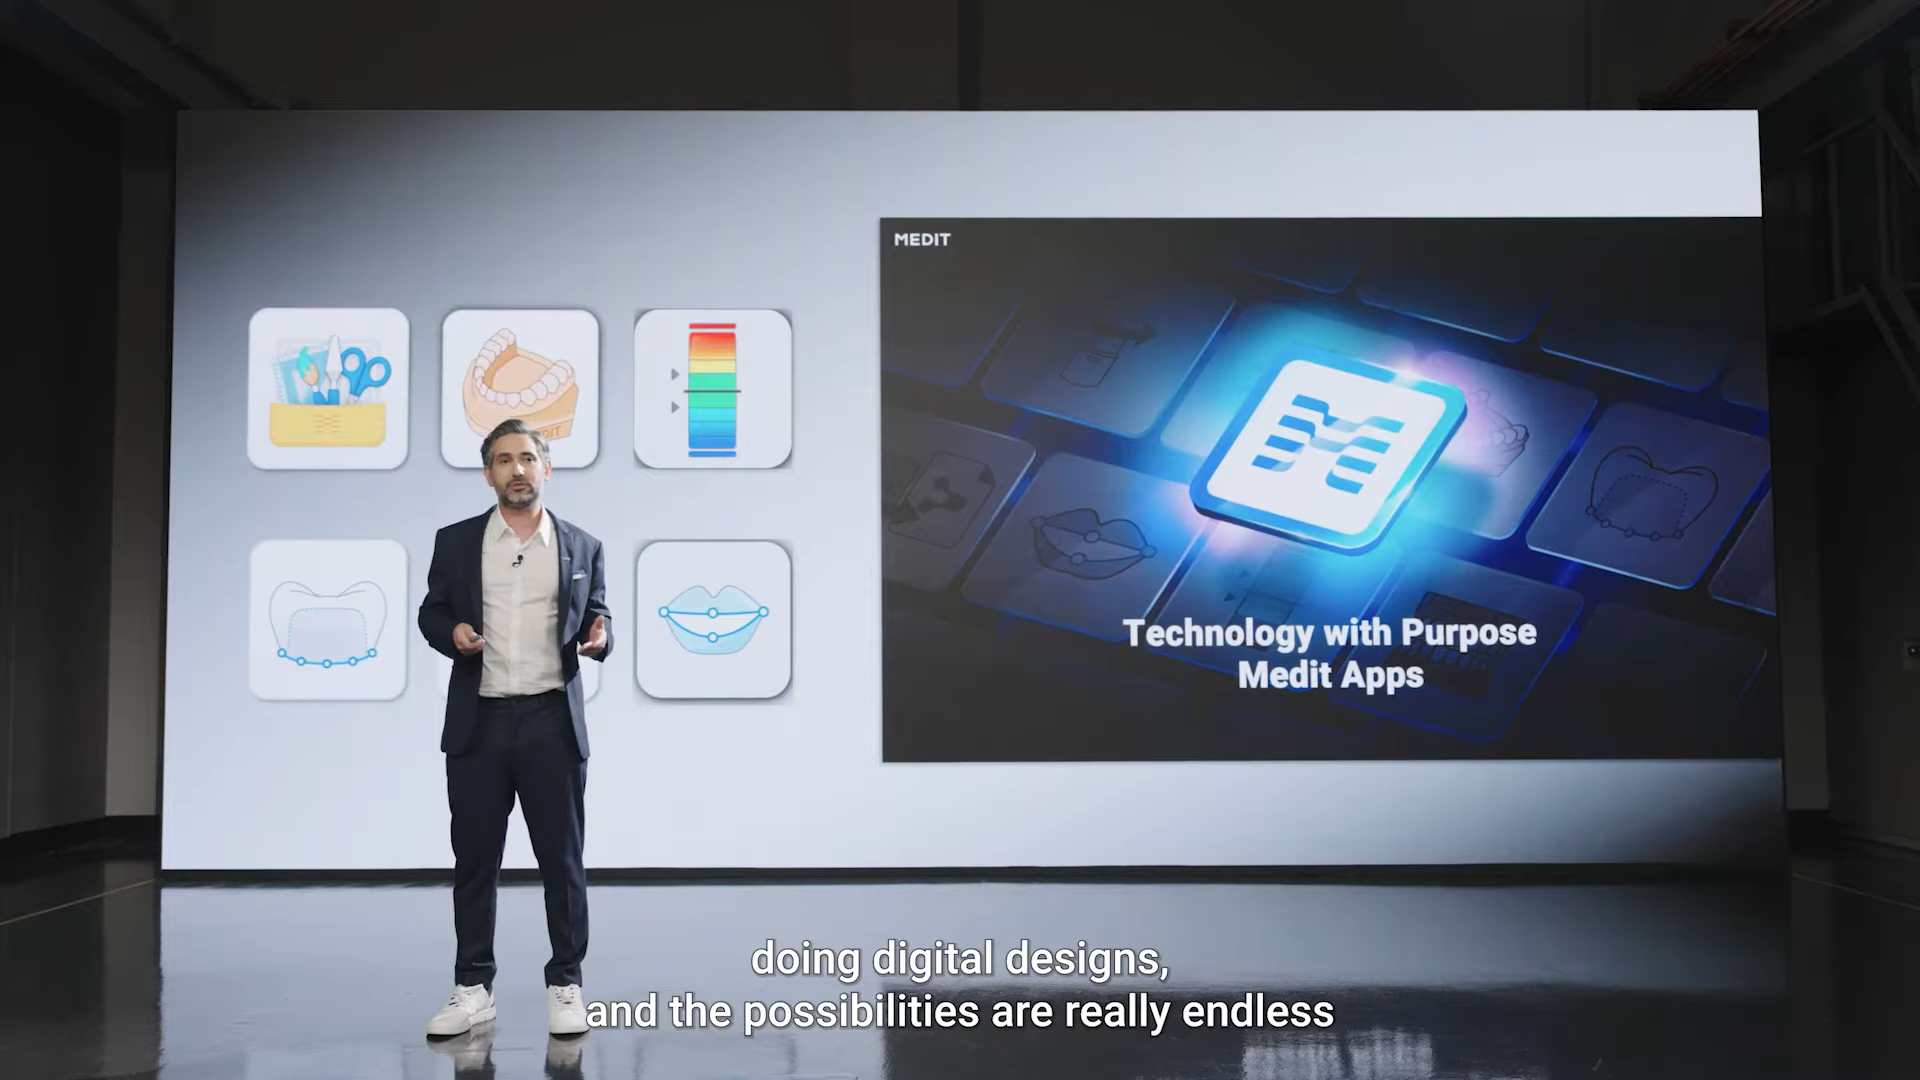 MEDIT
Technology with Purpose
Medit Apps
doing digital designs,
and the possibilities are really endless